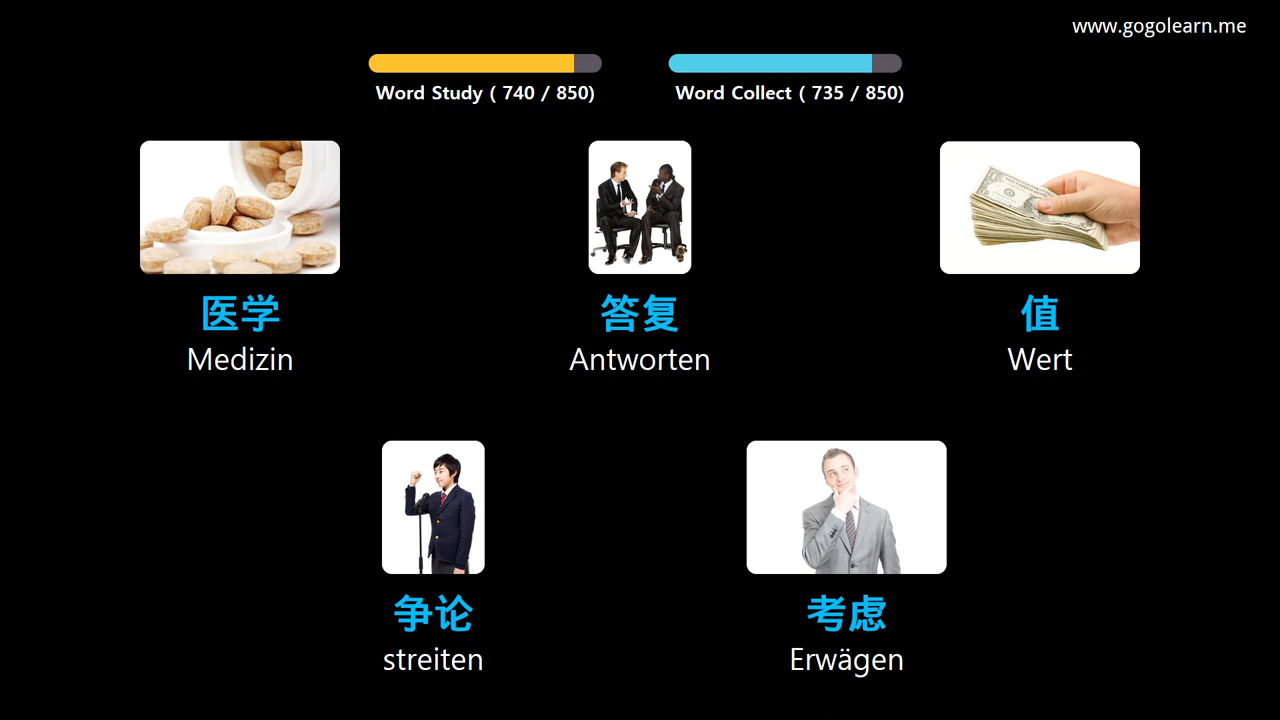 www.gogolearn.me
Word Study ( 740 / 850)
Word Collect ( 735 / 850)
医学
Medizin
答复
Antworten
值
Wert
争论
streiten
考虑
Erwägen